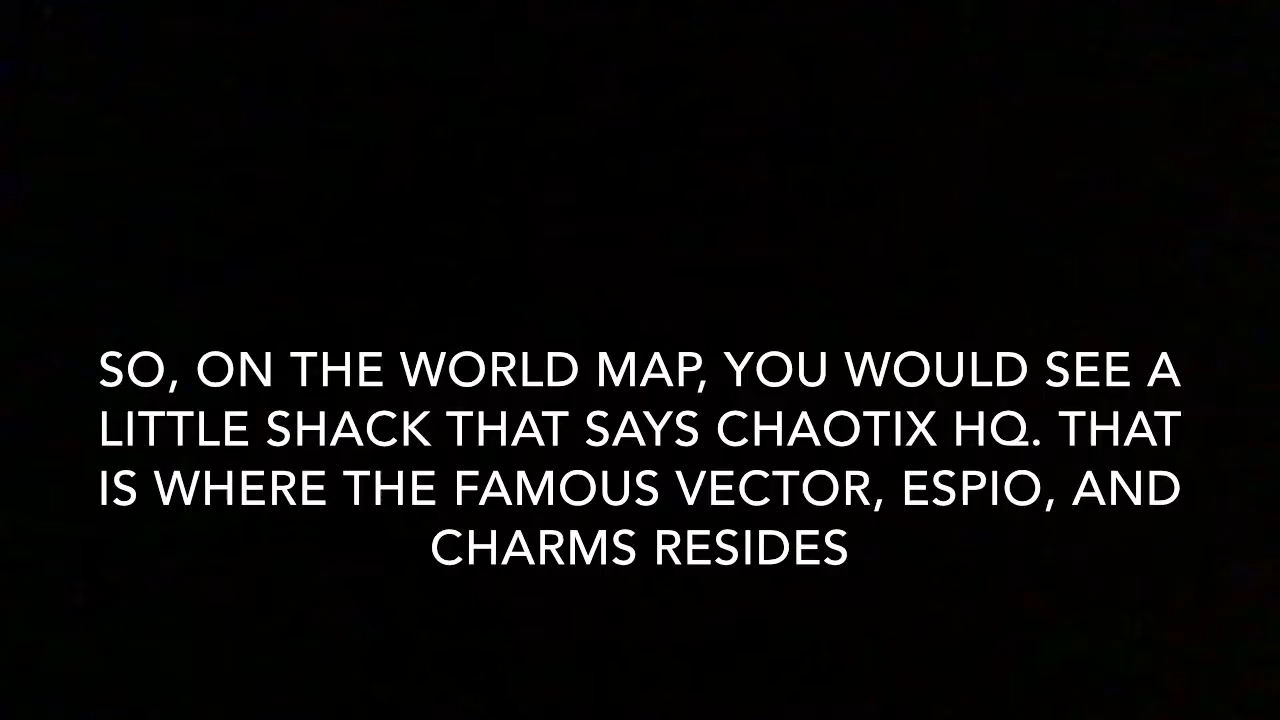 SO, ON THE WORLD MAP, YOU WOULD SEE A
LITTLE SHACK THAT SAYS CHAOTIX HQ. THAT
IS WHERE THE FAMOUS VECTOR, ESPIO, AND
CHARMS RESIDES